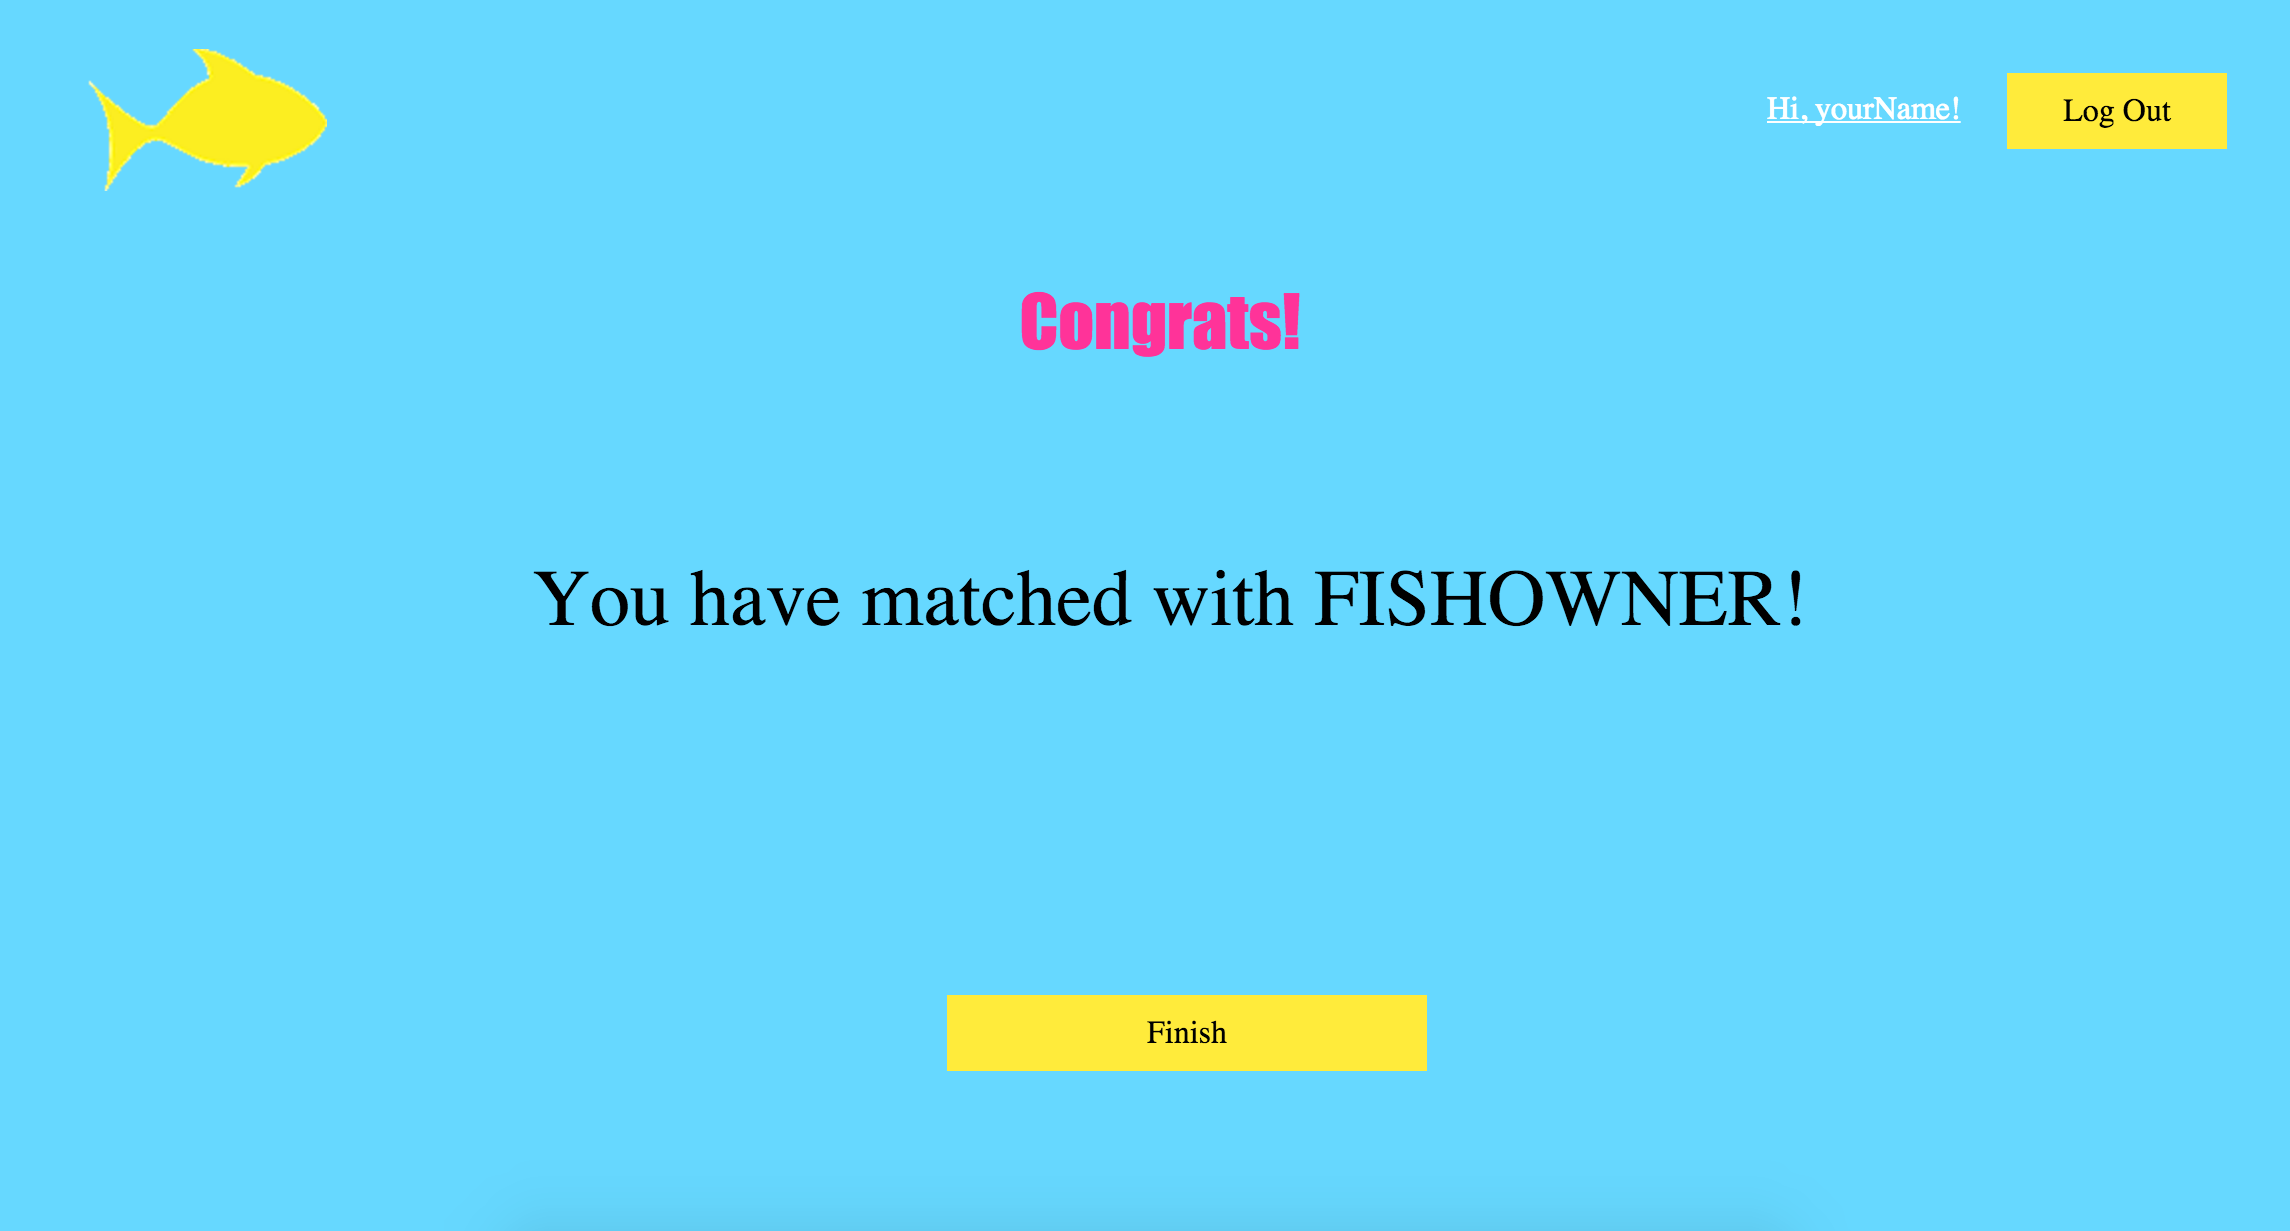 Hi, yourName!
Log Out
Congrats!
You have matched with FISHOWNER!
Finish